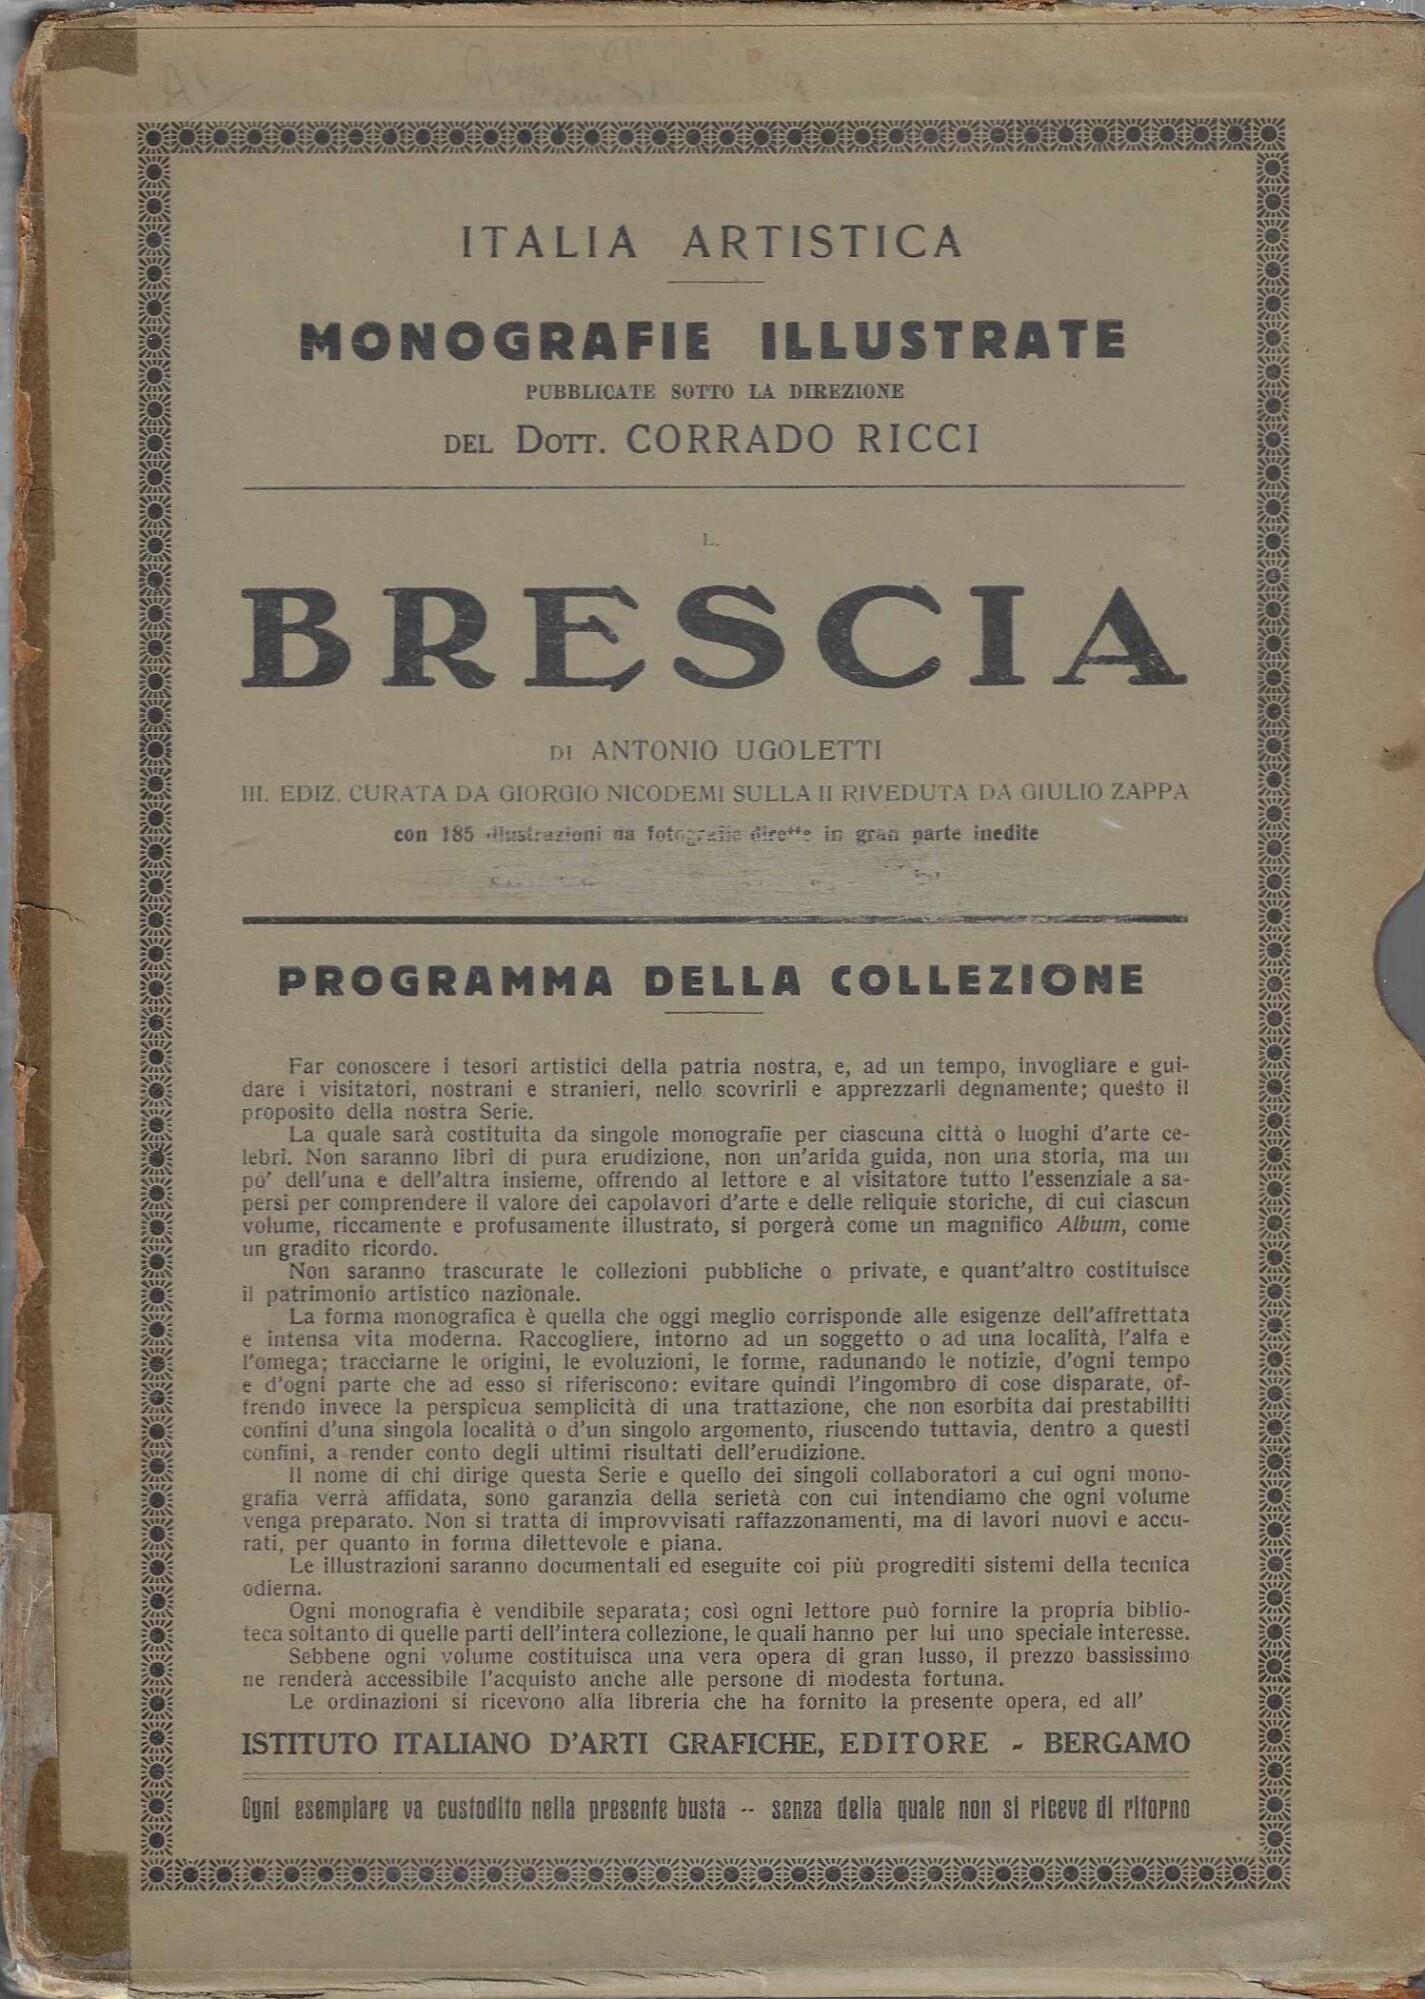 ITALIA ARTISTICA
MONOGRAFIE ILLUSTRATE
PUBBLICATE SOTTO LA DIREZIONE
DEL DOTT. CORRADO RICCI
L.
BRESCIA
DI ANTONIO UGOLETTI
III. EDIZ. CURATA DA GIORGIO NICODEMI SULLA II RIVEDUTA DA GIULIO ZAPPA
con 185 illustrazioni da fotografie dirette in gran parte inedite
PROGRAMMA DELLA COLLEZIONE
Far conoscere i tesori artistici della patria nostra, e, ad un tempo, invogliare e gui-
dare i visitatori, nostrani e stranieri, nello scovrirli e apprezzarli degnamente; questo il
proposito della nostra Serie.
La quale sarà costituita da singole monografie per ciascuna città o luoghi d'arte ce-
lebri. Non saranno libri di pura erudizione, non un'arida guida, non una storia, ma un
po' dell'una e dell'altra insieme, offrendo al lettore e al visitatore tutto l'essenziale a sa-
persi per comprendere il valore dei capolavori d'arte e delle reliquie storiche, di cui ciascun
volume, riccamente e profusamente illustrato, si porgerà come un magnifico Album, come
un gradito ricordo.
Non saranno trascurate le collezioni pubbliche o private, e quant'altro costituisce
il patrimonio artistico nazionale.
La forma monografica è quella che oggi meglio corrisponde alle esigenze dell'affrettata
e intensa vita moderna. Raccogliere, intorno ad un soggetto o ad una località, l'alfa e
l'omega; tracciarne le origini, le evoluzioni, le forme, radunando le notizie, d'ogni tempo
e d'ogni parte che ad esso si riferiscono: evitare quindi l'ingombro di cose disparate, of-
frendo invece la perspicua semplicità di una trattazione, che non esorbita dai prestabiliti
confini d'una singola località o d'un singolo argomento, riuscendo tuttavia, dentro a questi
confini, a render conto degli ultimi risultati dell'erudizione.
Il nome di chi dirige questa Serie e quello dei singoli collaboratori a cui ogni mono-
grafia verrà affidata, sono garanzia della serietà con cui intendiamo che ogni volume
venga preparato. Non si tratta di improvvisati raffazzonamenti, ma di lavori nuovi e accu-
rati, per quanto in forma dilettevole e piana.
Le illustrazioni saranno documentali ed eseguite coi più progrediti sistemi della tecnica
odierna.
Ogni monografia è vendibile separata; così ogni lettore può fornire la propria biblio-
teca soltanto di quelle parti dell'intera collezione, le quali hanno per lui uno speciale interesse.
Sebbene ogni volume costituisca una vera opera di gran lusso, il prezzo bassissimo
ne renderà accessibile l'acquisto anche alle persone di modesta fortuna.
Le ordinazioni si ricevono alla libreria che ha fornito la presente opera, ed all'
ISTITUTO ITALIANO D'ARTI GRAFICHE, EDITORE - BERGAMO
Ogni esemplare va custodito nella presente busta -- senza della quale non si riceve di ritorno